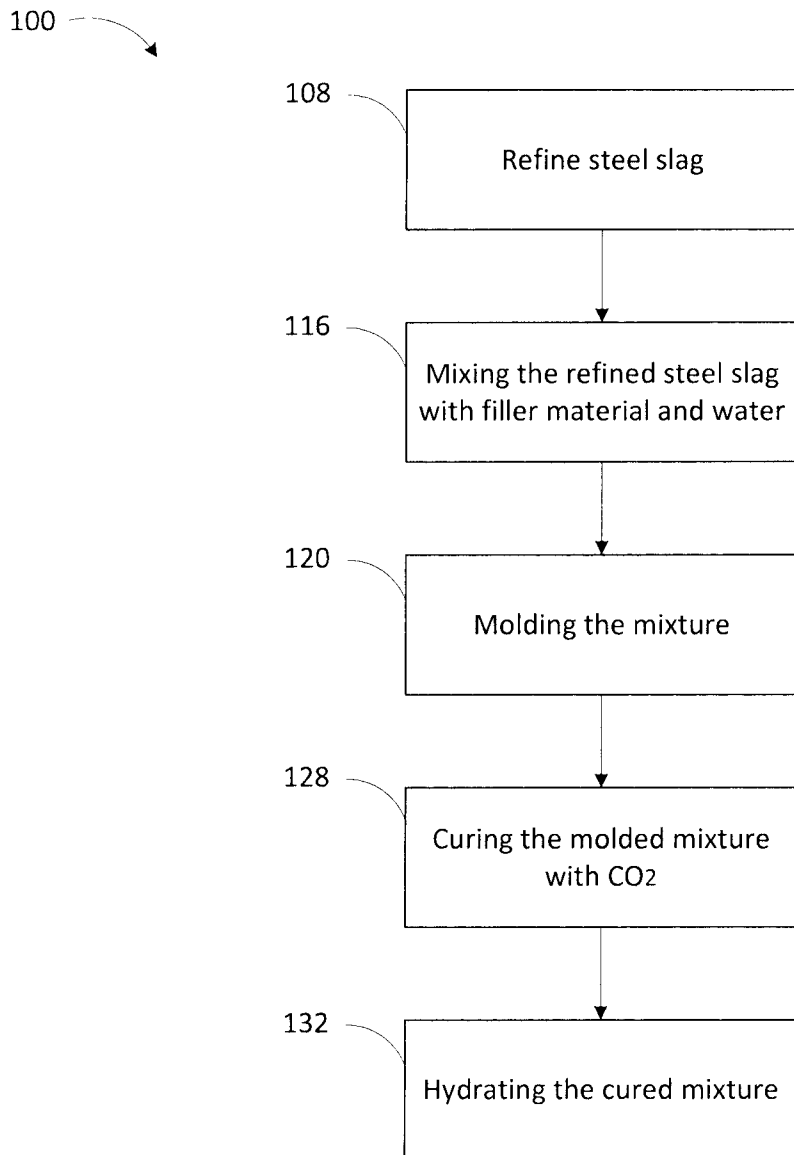 100
108
Refine steel slag
116
Mixing the refined steel slag
with filler material and water
120
Molding the mixture
128
Curing the molded mixture
with CO2
132
Hydrating the cured mixture